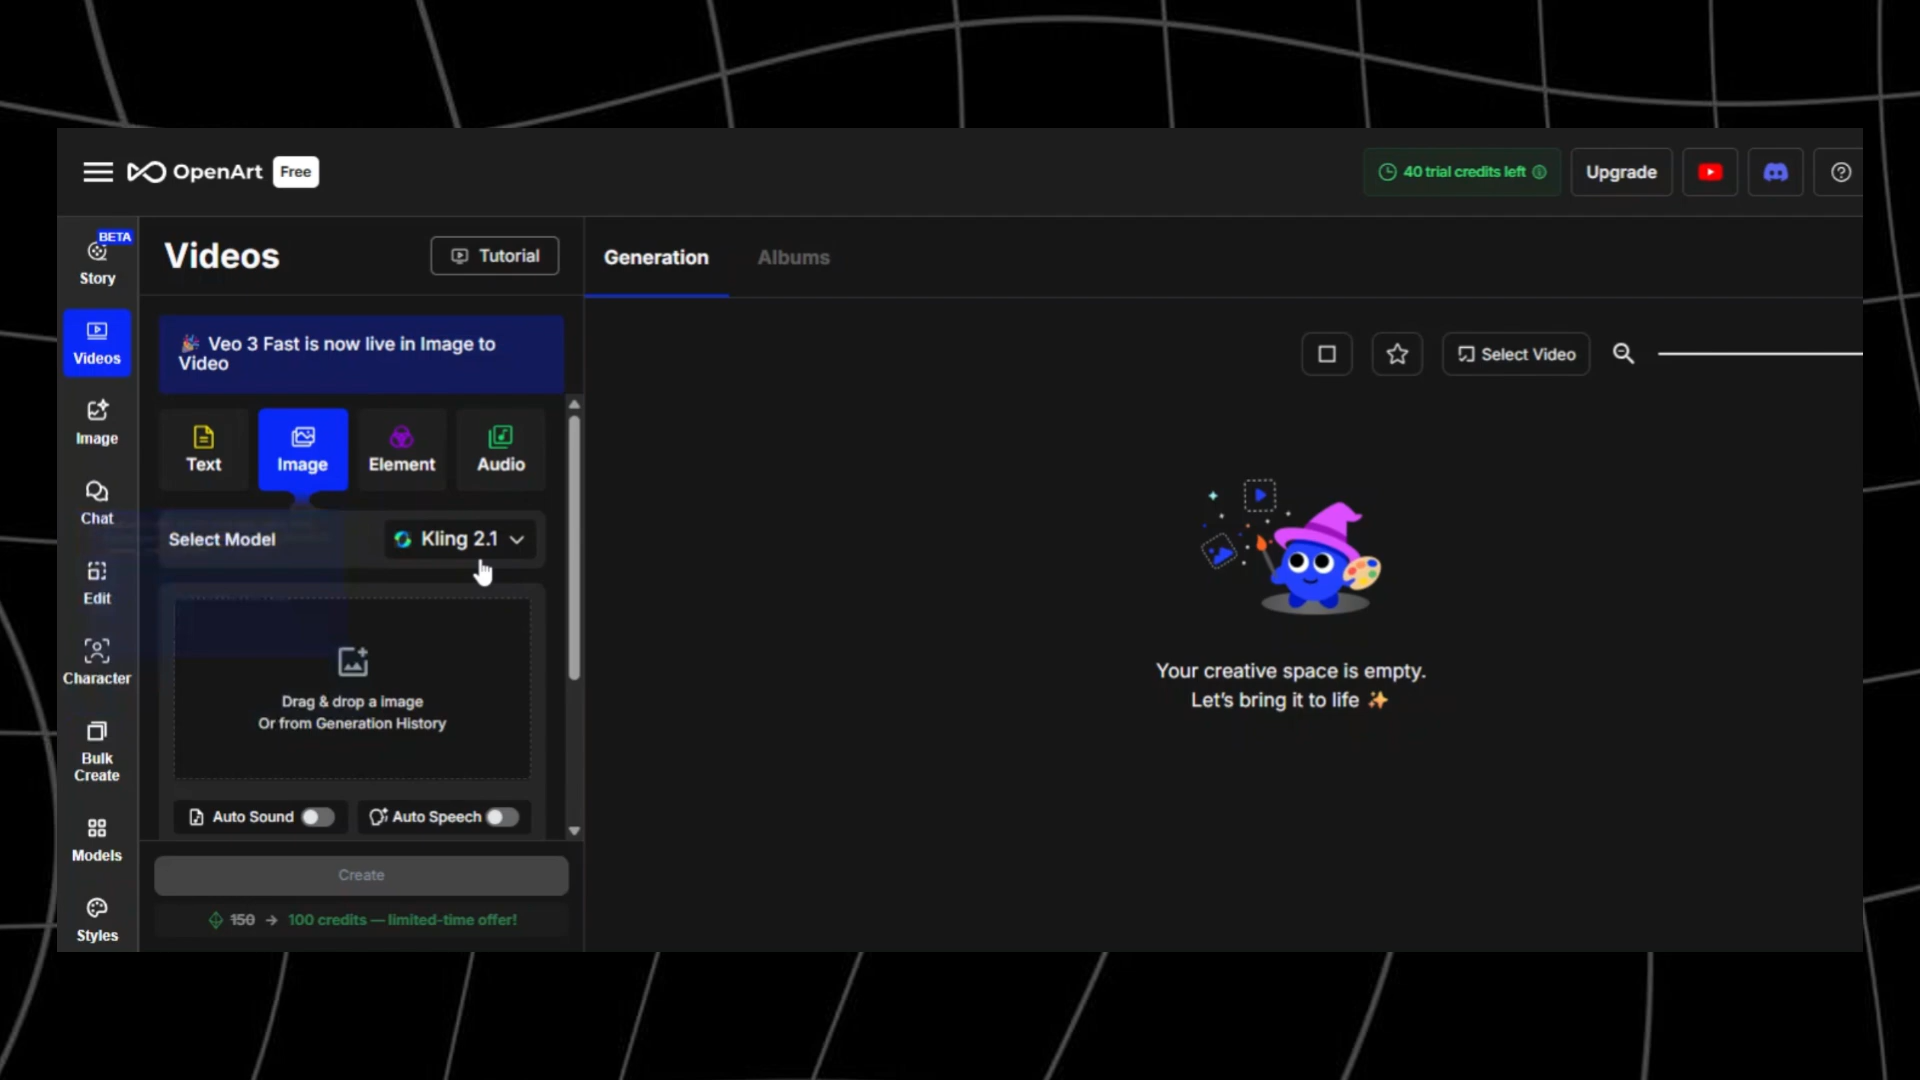 OpenArt Free
40 trial credits left
Upgrade
BETA
Story
Videos
Image
Chat
Edit
Character
Bulk
Create
Models
Styles
Videos
Tutorial
Veo 3 Fast is now live in Image to
Video
Text
Image
Element
Audio
Select Model
Kling 2.1
Drag & drop a image
Or from Generation History
Auto Sound
Auto Speech
Create
150 → 100 credits — limited-time offer!
Generation
Albums
Select Video
Your creative space is empty.
Let's bring it to life ✨